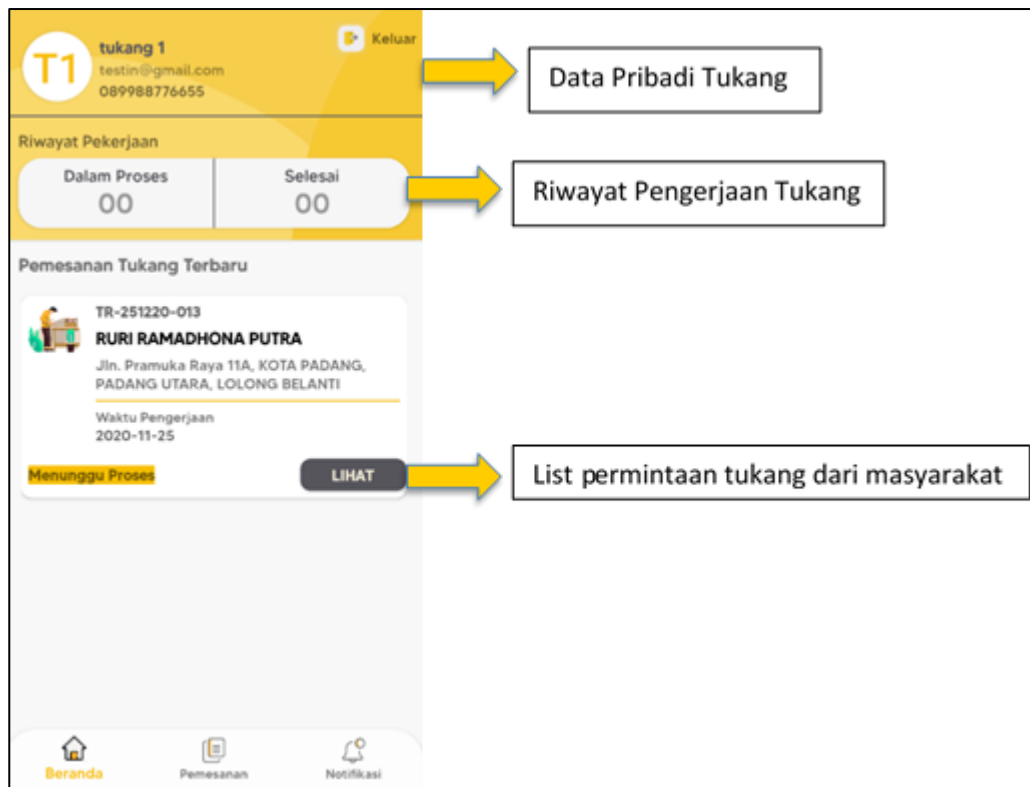 T1
tukang 1
testin@gmail.com
089988776655
Keluar
Data Pribadi Tukang
Riwayat Pekerjaan
Dalam Proses
00
Selesai
00
Riwayat Pengerjaan Tukang
Pemesanan Tukang Terbaru
TR-251220-013
RURI RAMADHONA PUTRA
Jln. Pramuka Raya 11A, KOTA PADANG,
PADANG UTARA, LOLONG BELANTI
Waktu Pengerjaan
2020-11-25
Menunggu Proses
LIHAT
List permintaan tukang dari masyarakat
Beranda
Pemesanan
Notifikasi